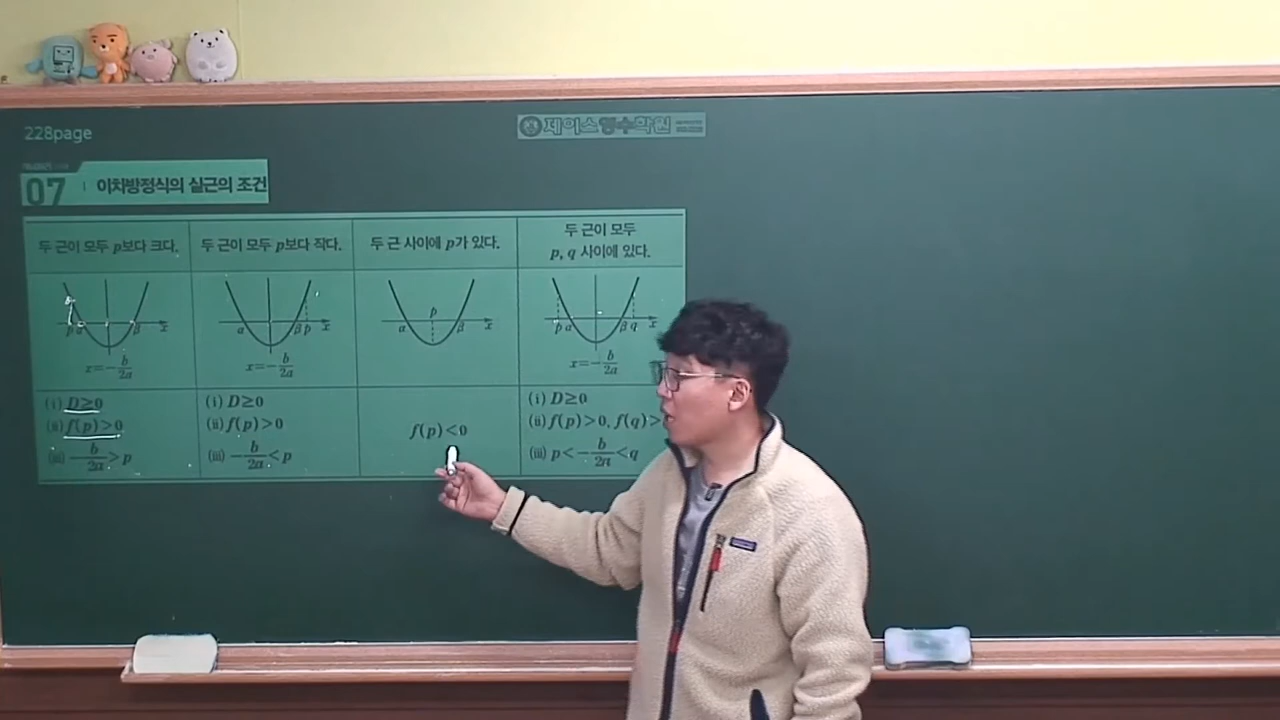 228page
제이스영수학원
07 이차방정식의 실근의 조건
두 근이 모두 p보다 크다.
두 근이 모두 p보다 작다.
두 근 사이에 p가 있다.
두 근이 모두
p, q 사이에 있다.
p α β x
x=-b/2a
α β p x
x=-b/2a
p
α β x
p α β q x
x=-b/2a
(ⅰ) D≥0
(ⅱ) f(p)>0
(ⅲ) -b/2a>p
(ⅰ) D≥0
(ⅱ) f(p)>0
(ⅲ) -b/2a<p
f(p)<0
(ⅰ) D≥0
(ⅱ) f(p)>0, f(q)>
(ⅲ) p<-b/2a<q